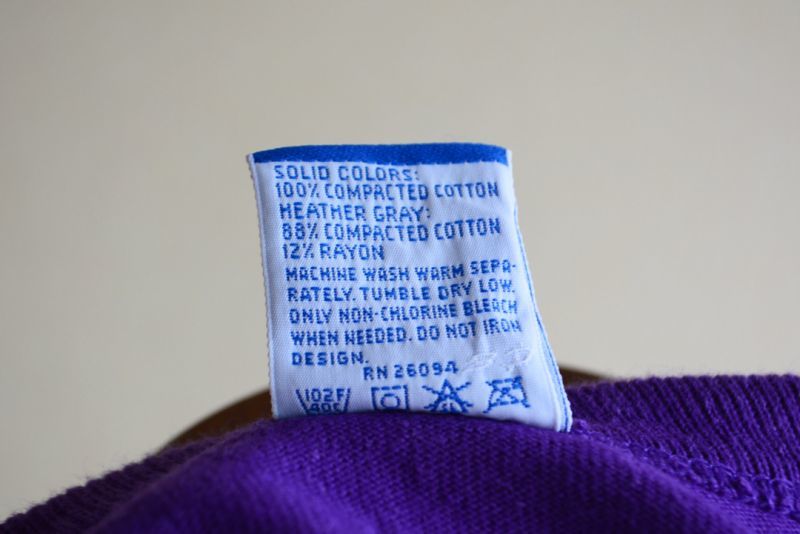 SOLID COLORS:
100% COMPACTED COTTON
HEATHER GRAY:
88% COMPACTED COTTON
12% RAYON
MACHINE WASH WARM SEPA-
RATELY. TUMBLE DRY LOW.
ONLY NON-CHLORINE BLEACH
WHEN NEEDED. DO NOT IRON
DESIGN.
RN 26094
102F
40C